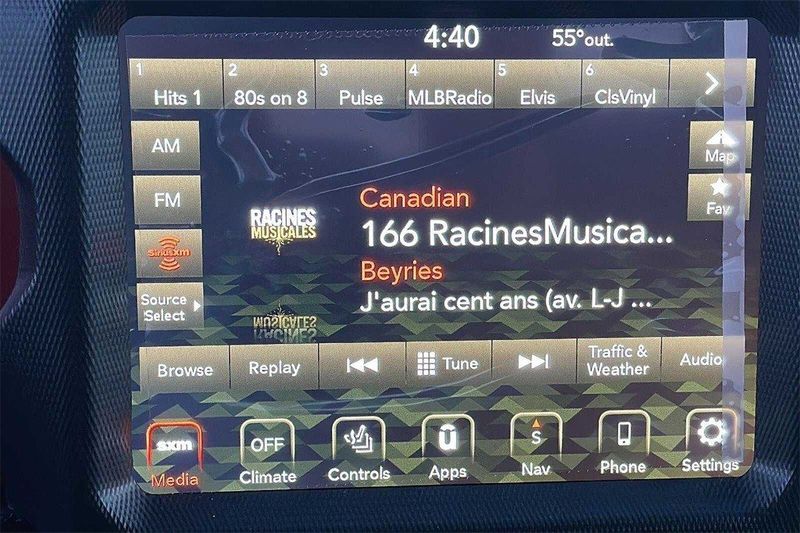 4:40 55°out.
1 2 3 4 5 6
Hits 1 80s on 8 Pulse MLBRadio Elvis ClsVinyl
AM
Map
FM
Fav
RACINES
MUSICALES
Canadian
166 RacinesMusica...
SiriusXM
Beyries
Source
Select
J'aurai cent ans (av. L-J ...
MUSICALES
RACINES
Browse Replay Tune Traffic &
Weather Audio
sxm OFF U S
Media Climate Controls Apps Nav Phone Settings